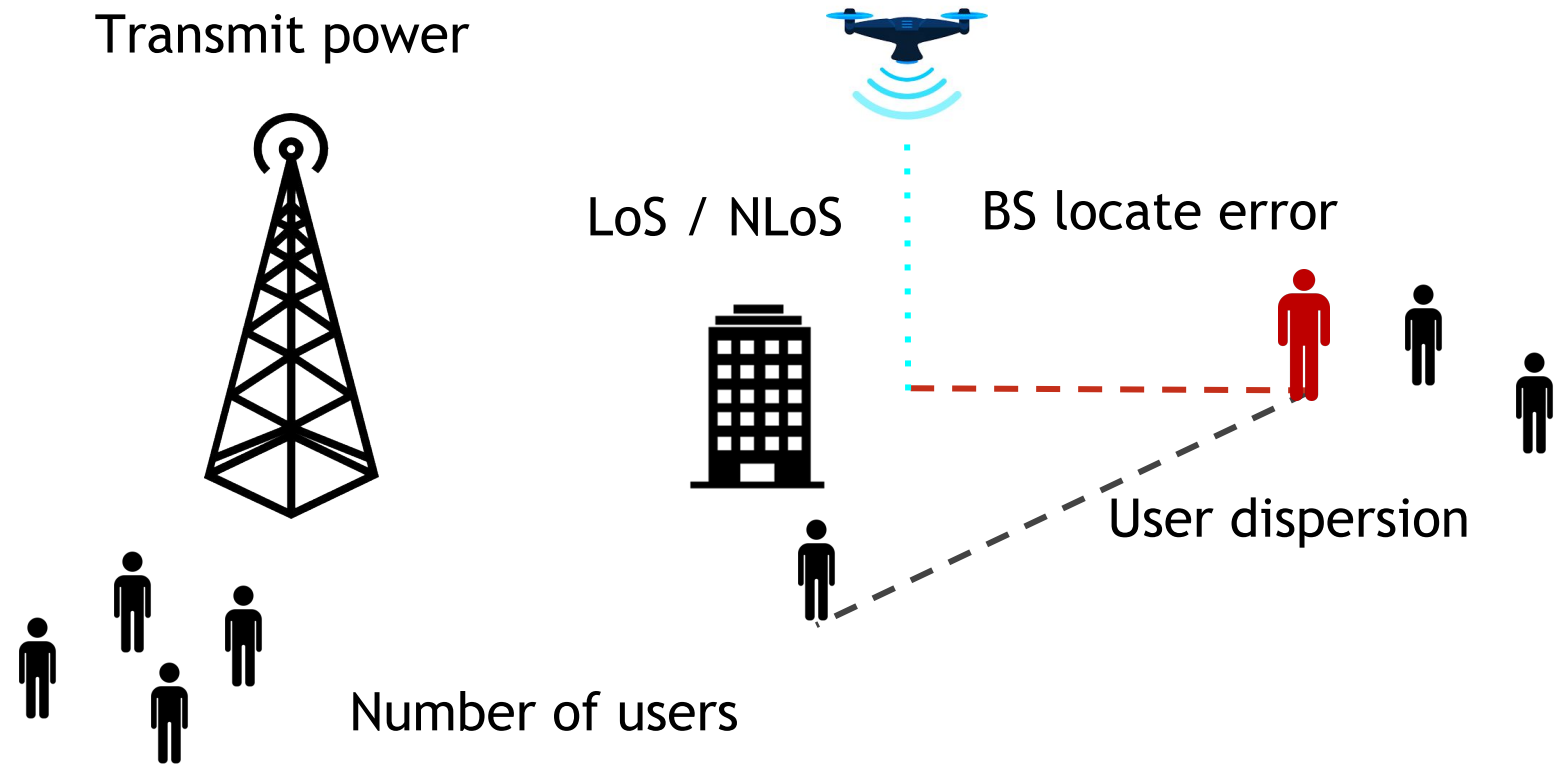 Transmit power
LoS / NLoS
BS locate error
User dispersion
Number of users